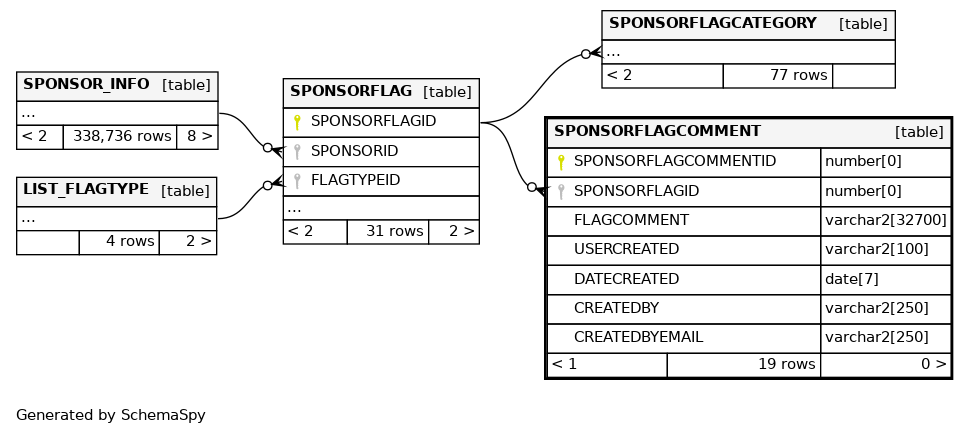 SPONSORFLAGCATEGORY [table]
...
< 2 77 rows
SPONSOR_INFO [table]
...
< 2 338,736 rows 8 >
SPONSORFLAG [table]
SPONSORFLAGID
SPONSORID
FLAGTYPEID
...
< 2 31 rows 2 >
LIST_FLAGTYPE [table]
...
4 rows 2 >
SPONSORFLAGCOMMENT [table]
SPONSORFLAGCOMMENTID number[0]
SPONSORFLAGID number[0]
FLAGCOMMENT varchar2[32700]
USERCREATED varchar2[100]
DATECREATED date[7]
CREATEDBY varchar2[250]
CREATEDBYEMAIL varchar2[250]
< 1 19 rows 0 >
Generated by SchemaSpy